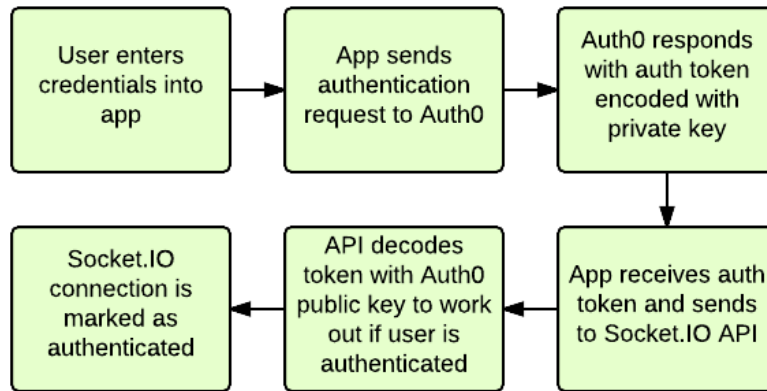 User enters
credentials into
app
App sends
authentication
request to Auth0
Auth0 responds
with auth token
encoded with
private key
App receives auth
token and sends
to Socket.IO API
API decodes
token with Auth0
public key to work
out if user is
authenticated
Socket.IO
connection is
marked as
authenticated